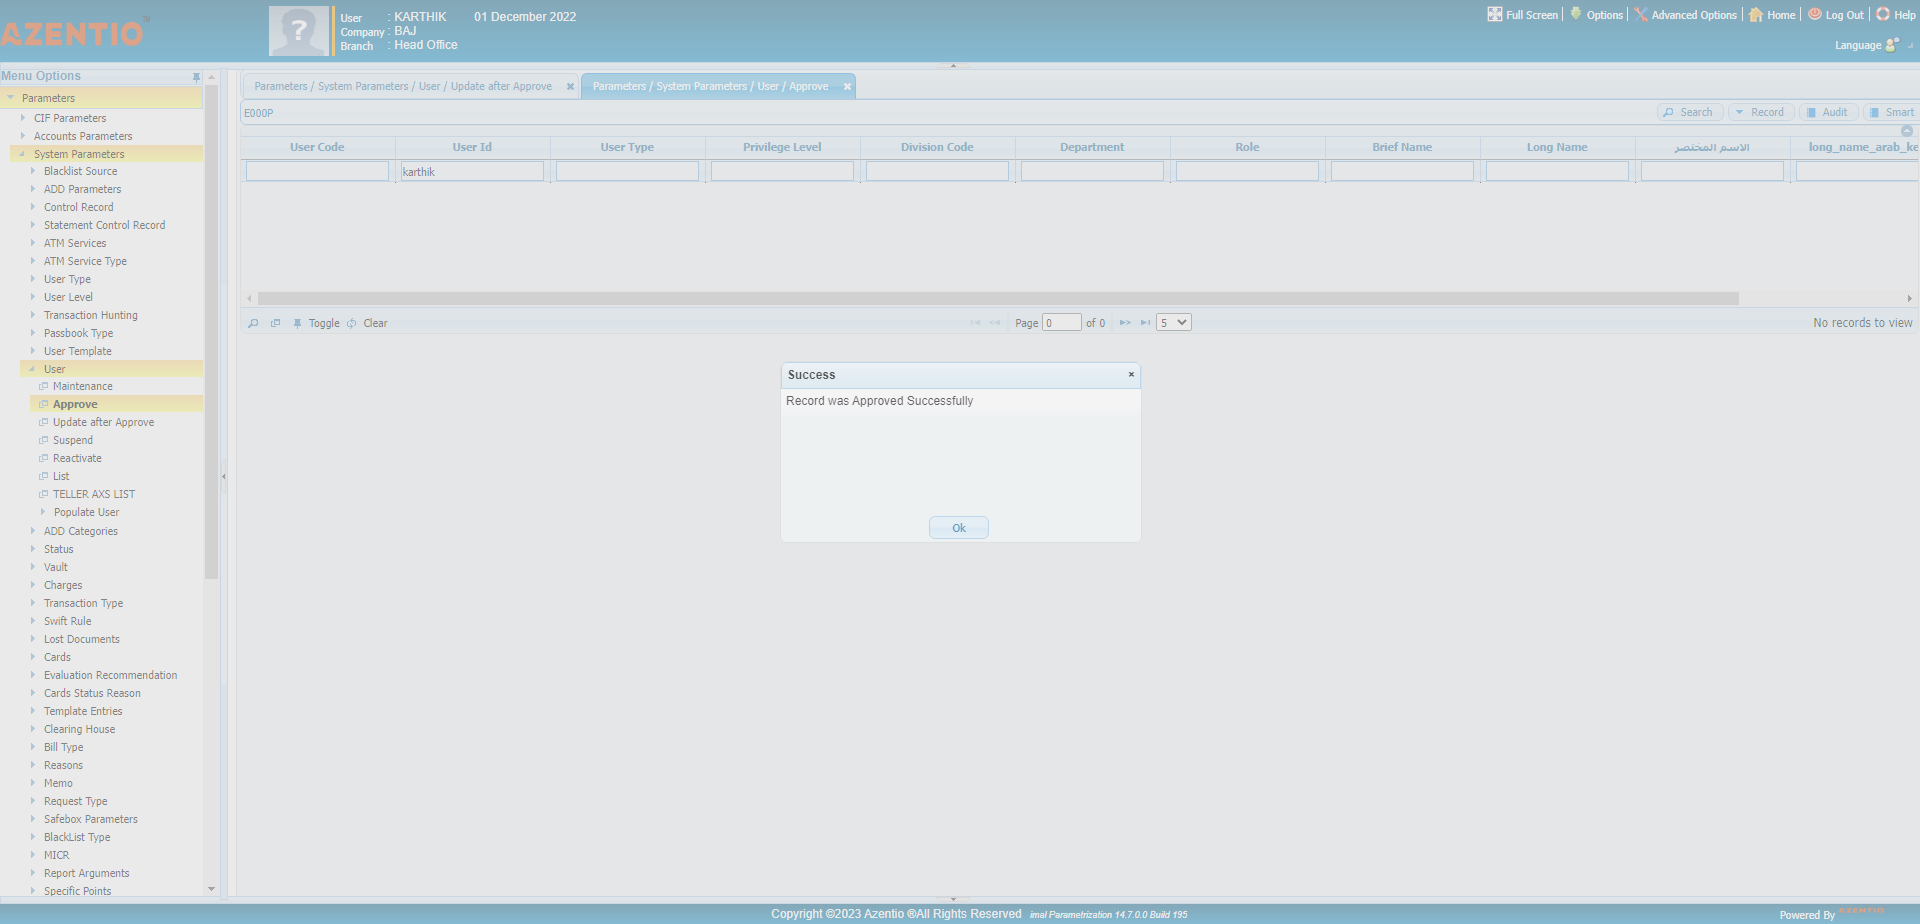 AZENTIO
TM
User : KARTHIK 01 December 2022
Company : BAJ
Branch : Head Office
Full Screen
Options
Advanced Options
Home
Log Out
Help
Language
Menu Options
Parameters
CIF Parameters
Accounts Parameters
System Parameters
Blacklist Source
ADD Parameters
Control Record
Statement Control Record
ATM Services
ATM Service Type
User Type
User Level
Transaction Hunting
Passbook Type
User Template
User
Maintenance
Approve
Update after Approve
Suspend
Reactivate
List
TELLER AXS LIST
Populate User
ADD Categories
Status
Vault
Charges
Transaction Type
Swift Rule
Lost Documents
Cards
Evaluation Recommendation
Cards Status Reason
Template Entries
Clearing House
Bill Type
Reasons
Memo
Request Type
Safebox Parameters
BlackList Type
MICR
Report Arguments
Specific Points
Parameters / System Parameters / User / Update after Approve
Parameters / System Parameters / User / Approve
E000P
Search
Record
Audit
Smart
User Code User Id User Type Privilege Level Division Code Department Role Brief Name Long Name الاسم المختصر long_name_arab_ke
karthik
Toggle Clear
Page 0 of 0 5
No records to view
Success
Record was Approved Successfully
Ok
Copyright ©2023 Azentio ®All Rights Reserved imal Parametrization 14.7.0.0 Build 195
Powered By AZENTIO